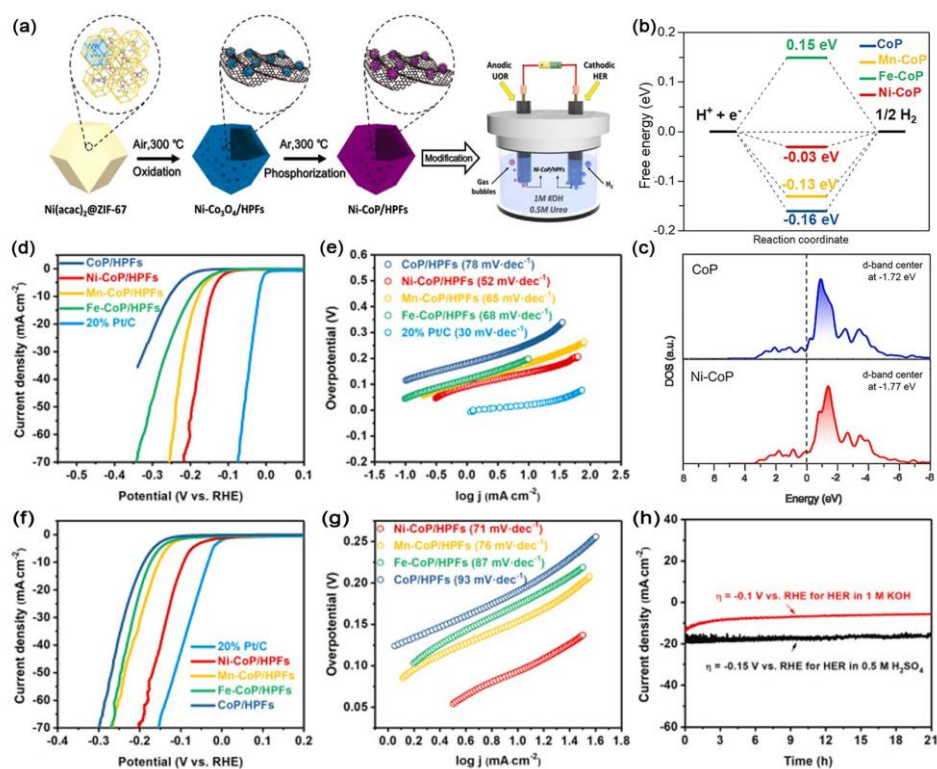 (a)
Ni(acac)₂@ZIF-67
Air,300 ℃
Oxidation
Ni-Co₃O₄/HPFs
Ar,300 ℃
Phosphorization
Ni-CoP/HPFs
Modification
Anodic
UOR
Cathodic
HER
Gas
bubbles
Ni-CoP/HPFs
H₂
1M KOH
0.5M Urea
(b)
Free energy (eV)
0.2
0.1
0.0
-0.1
-0.2
H⁺ + e⁻
0.15 eV
-0.03 eV
-0.13 eV
-0.16 eV
1/2 H₂
CoP
Mn-CoP
Fe-CoP
Ni-CoP
Reaction coordinate
(d)
Current density (mA·cm⁻²)
0
-10
-20
-30
-40
-50
-60
-70
CoP/HPFs
Ni-CoP/HPFs
Mn-CoP/HPFs
Fe-CoP/HPFs
20% Pt/C
-0.5 -0.4 -0.3 -0.2 -0.1 0.0 0.1
Potential (V vs. RHE)
(e)
Overpotential (V)
0.6
0.5
0.4
0.3
0.2
0.1
0.0
-0.1
-0.2
CoP/HPFs (78 mV·dec⁻¹)
Ni-CoP/HPFs (52 mV·dec⁻¹)
Mn-CoP/HPFs (65 mV·dec⁻¹)
Fe-CoP/HPFs (68 mV·dec⁻¹)
20% Pt/C (30 mV·dec⁻¹)
-1.5 -1.0 -0.5 0.0 0.5 1.0 1.5 2.0 2.5
log j (mA cm⁻²)
(c)
DOS (a.u.)
CoP
d-band center
at -1.72 eV
Ni-CoP
d-band center
at -1.77 eV
8 6 4 2 0 -2 -4 -6 -8
Energy (eV)
(f)
Current density (mA·cm⁻²)
0
-10
-20
-30
-40
-50
-60
-70
20% Pt/C
Ni-CoP/HPFs
Mn-CoP/HPFs
Fe-CoP/HPFs
CoP/HPFs
-0.4 -0.3 -0.2 -0.1 0.0 0.1 0.2
Potential (V vs. RHE)
(g)
Overpotential (V)
0.25
0.20
0.15
0.10
0.05
Ni-CoP/HPFs (71 mV·dec⁻¹)
Mn-CoP/HPFs (76 mV·dec⁻¹)
Fe-CoP/HPFs (87 mV·dec⁻¹)
CoP/HPFs (93 mV·dec⁻¹)
0.0 0.2 0.4 0.6 0.8 1.0 1.2 1.4 1.6
log j (mA cm⁻²)
(h)
Current density (mA cm⁻²)
40
20
0
-20
-40
-60
η = -0.1 V vs. RHE for HER in 1 M KOH
η = -0.15 V vs. RHE for HER in 0.5 M H₂SO₄
0 3 6 9 12 15 18 21
Time (h)